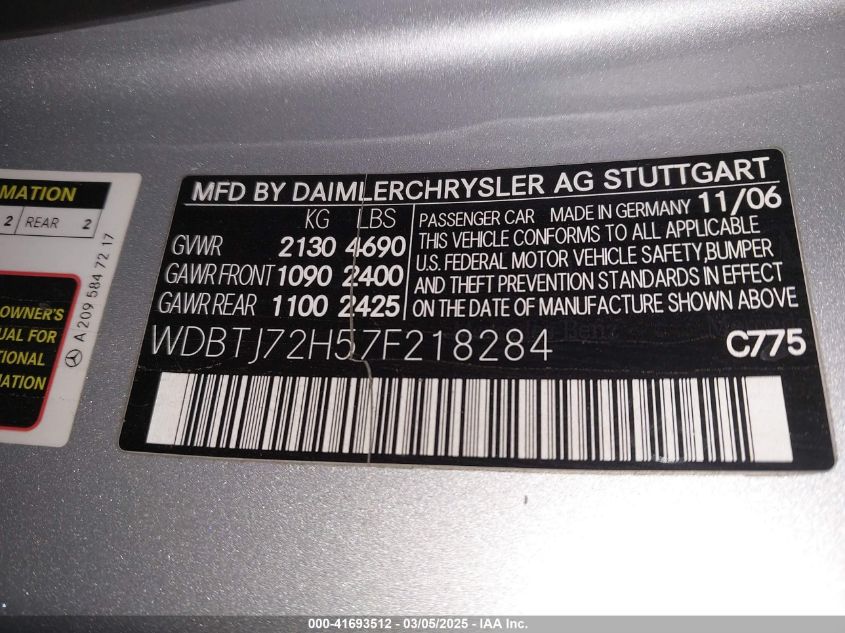 MFD BY DAIMLERCHRYSLER AG STUTTGART
KG LBS
GVWR 2130 4690
GAWR FRONT 1090 2400
GAWR REAR 1100 2425
PASSENGER CAR MADE IN GERMANY 11/06
THIS VEHICLE CONFORMS TO ALL APPLICABLE
U.S. FEDERAL MOTOR VEHICLE SAFETY, BUMPER
AND THEFT PREVENTION STANDARDS IN EFFECT
ON THE DATE OF MANUFACTURE SHOWN ABOVE
WDBTJ72H57F218284 C775
MATION
2 REAR 2
OWNER'S
UAL FOR
TIONAL
MATION
A 209 584 72 17
000-41693512 - 03/05/2025 - IAA Inc.